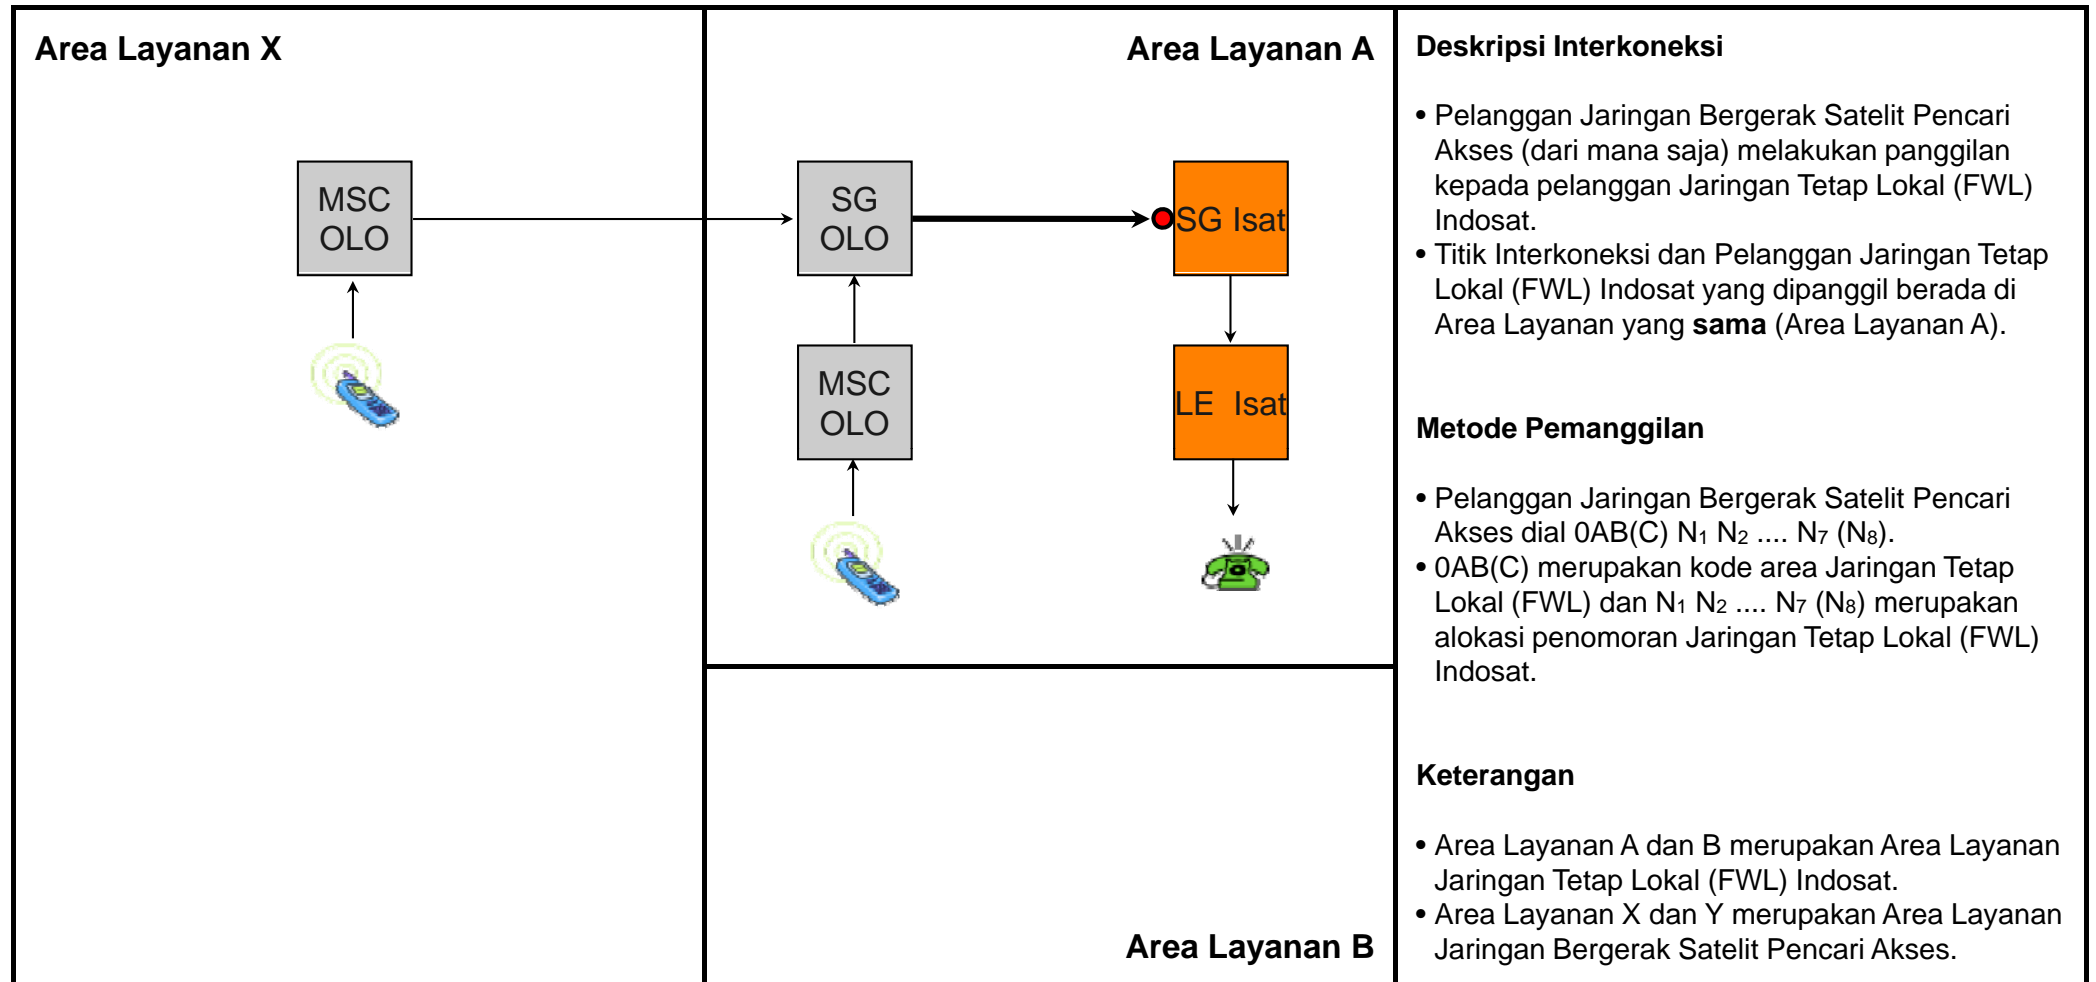 Area Layanan X
Area Layanan A
MSC
OLO
SG
OLO
SG Isat
MSC
OLO
LE Isat
Area Layanan B
Deskripsi Interkoneksi
• Pelanggan Jaringan Bergerak Satelit Pencari
Akses (dari mana saja) melakukan panggilan
kepada pelanggan Jaringan Tetap Lokal (FWL)
Indosat.
• Titik Interkoneksi dan Pelanggan Jaringan Tetap
Lokal (FWL) Indosat yang dipanggil berada di
Area Layanan yang sama (Area Layanan A).
Metode Pemanggilan
• Pelanggan Jaringan Bergerak Satelit Pencari
Akses dial 0AB(C) N₁ N₂ .... N₇ (N₈).
• 0AB(C) merupakan kode area Jaringan Tetap
Lokal (FWL) dan N₁ N₂ .... N₇ (N₈) merupakan
alokasi penomoran Jaringan Tetap Lokal (FWL)
Indosat.
Keterangan
• Area Layanan A dan B merupakan Area Layanan
Jaringan Tetap Lokal (FWL) Indosat.
• Area Layanan X dan Y merupakan Area Layanan
Jaringan Bergerak Satelit Pencari Akses.